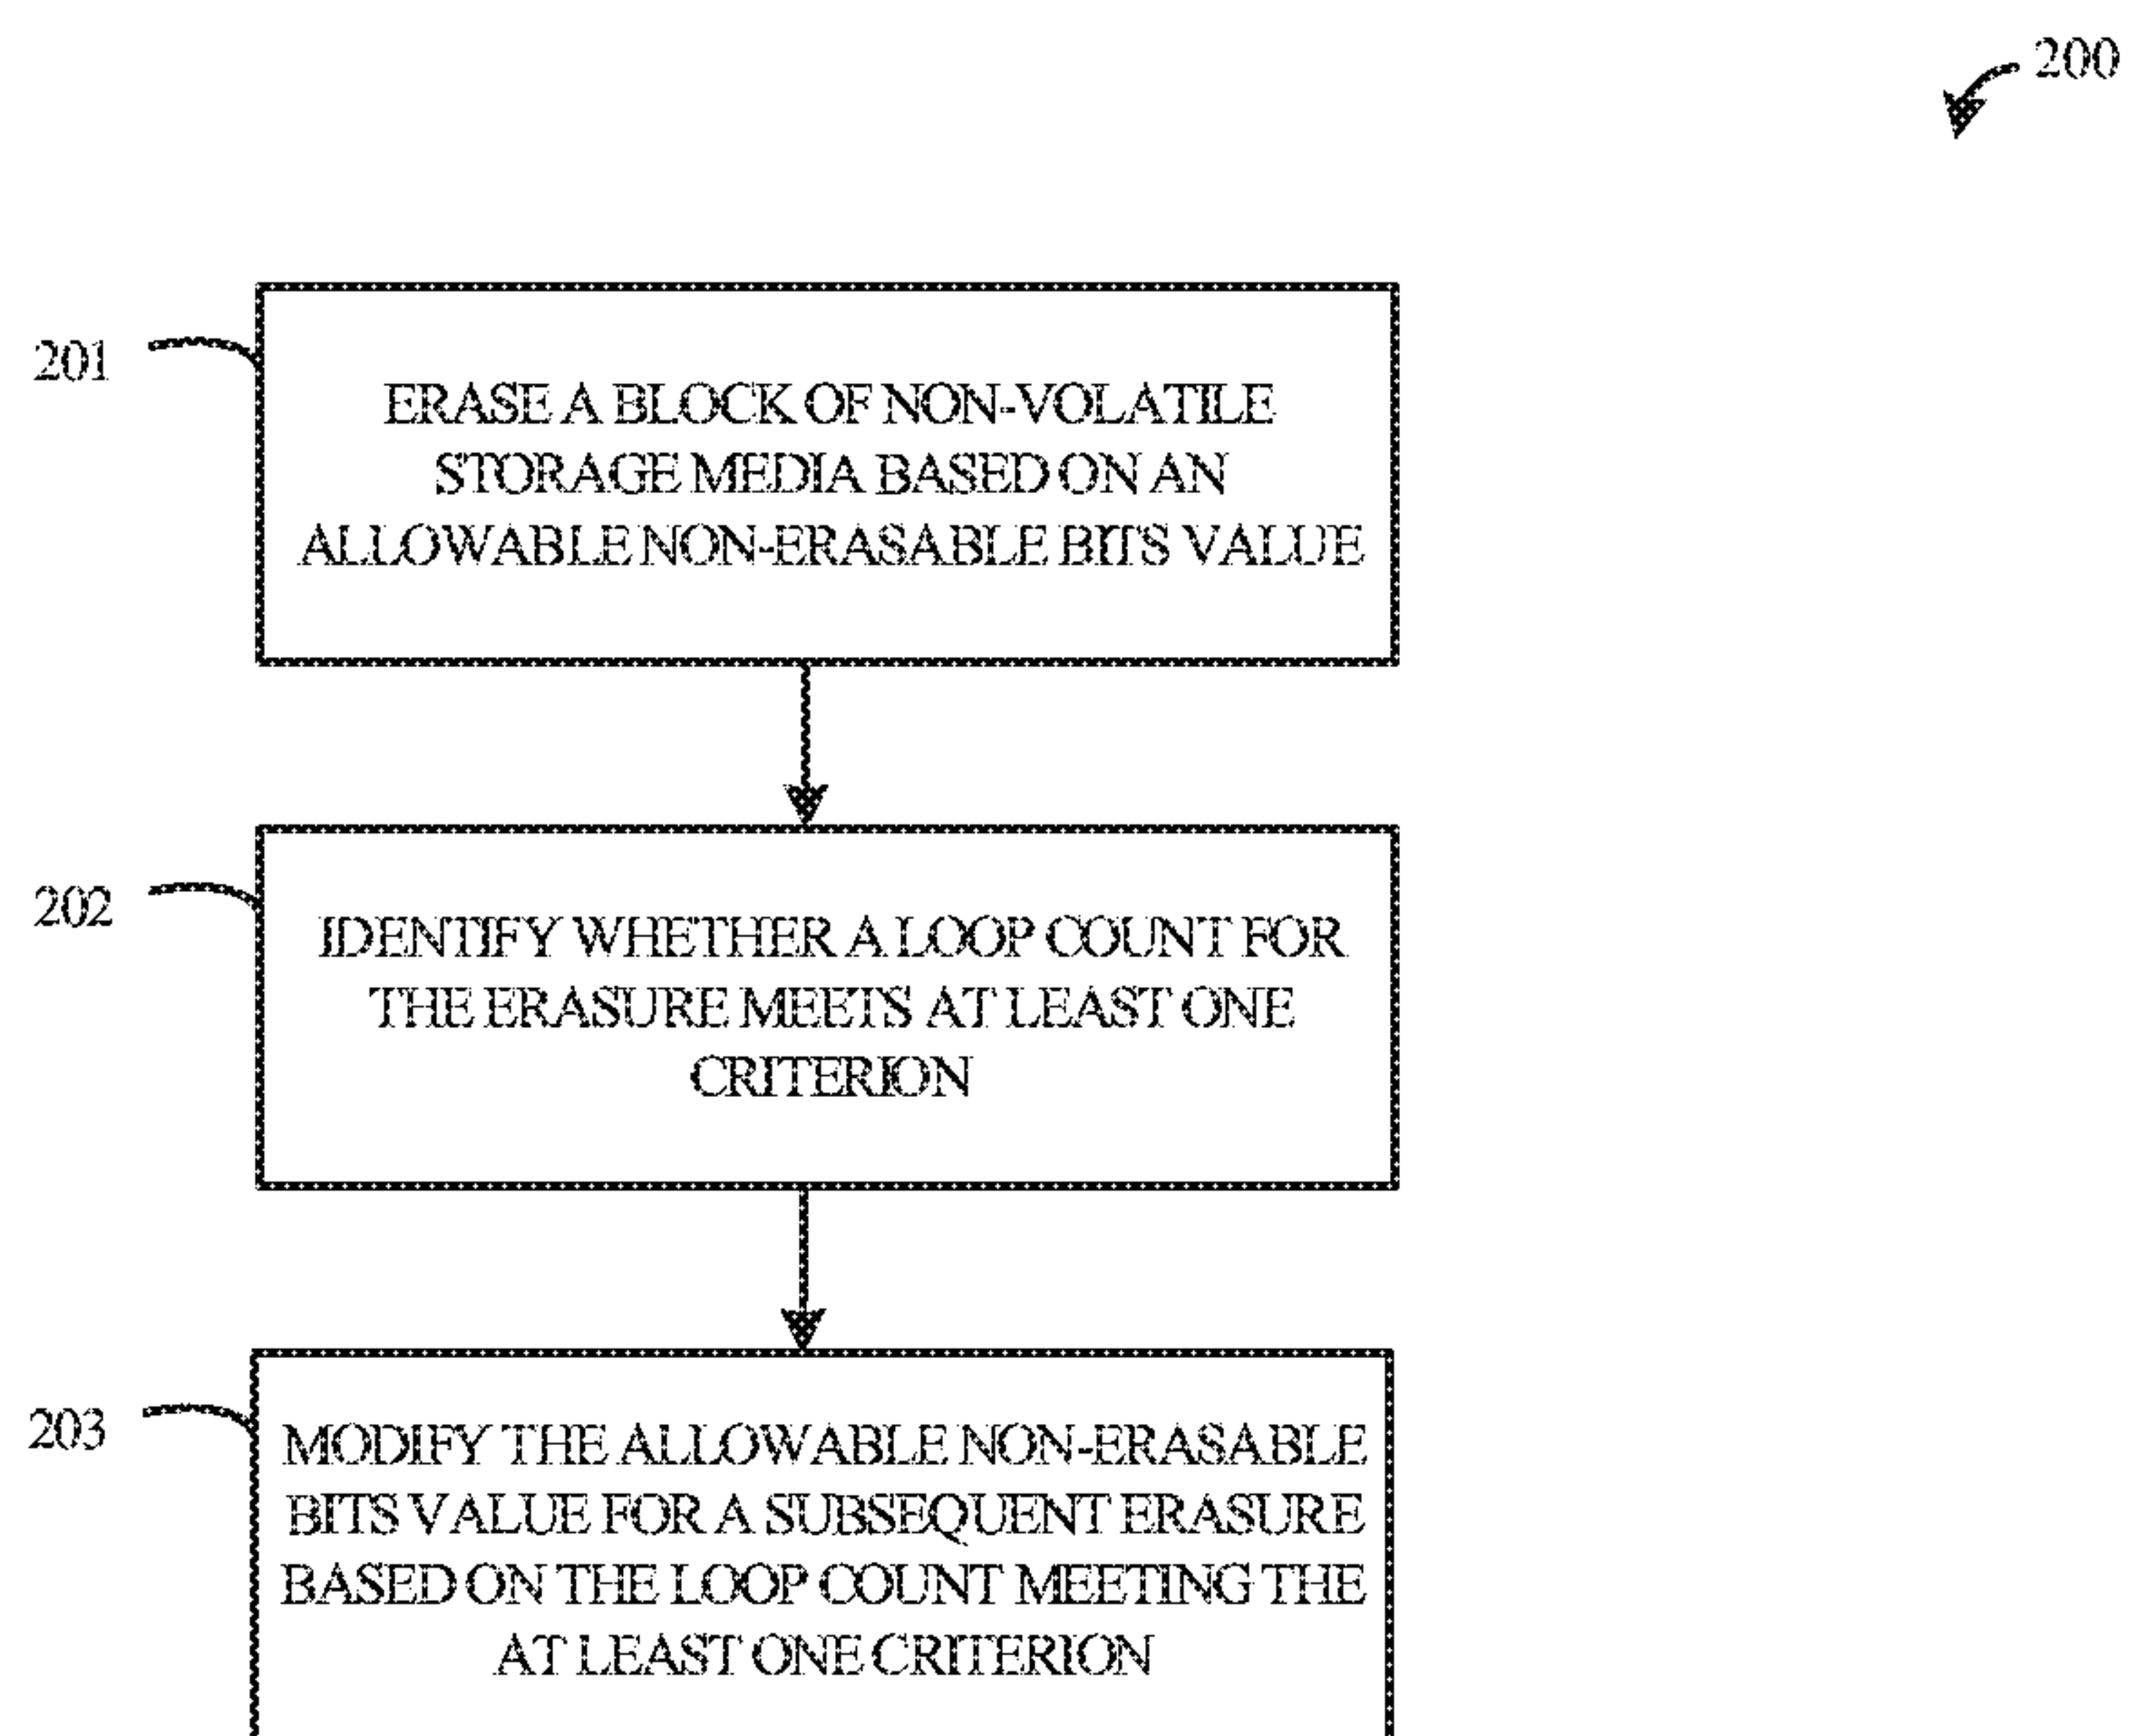 200
201
ERASE A BLOCK OF NON-VOLATILE
STORAGE MEDIA BASED ON AN
ALLOWABLE NON-ERASABLE BITS VALUE
202
IDENTIFY WHETHER A LOOP COUNT FOR
THE ERASURE MEETS AT LEAST ONE
CRITERION
203
MODIFY THE ALLOWABLE NON-ERASABLE
BITS VALUE FOR A SUBSEQUENT ERASURE
BASED ON THE LOOP COUNT MEETING THE
AT LEAST ONE CRITERION